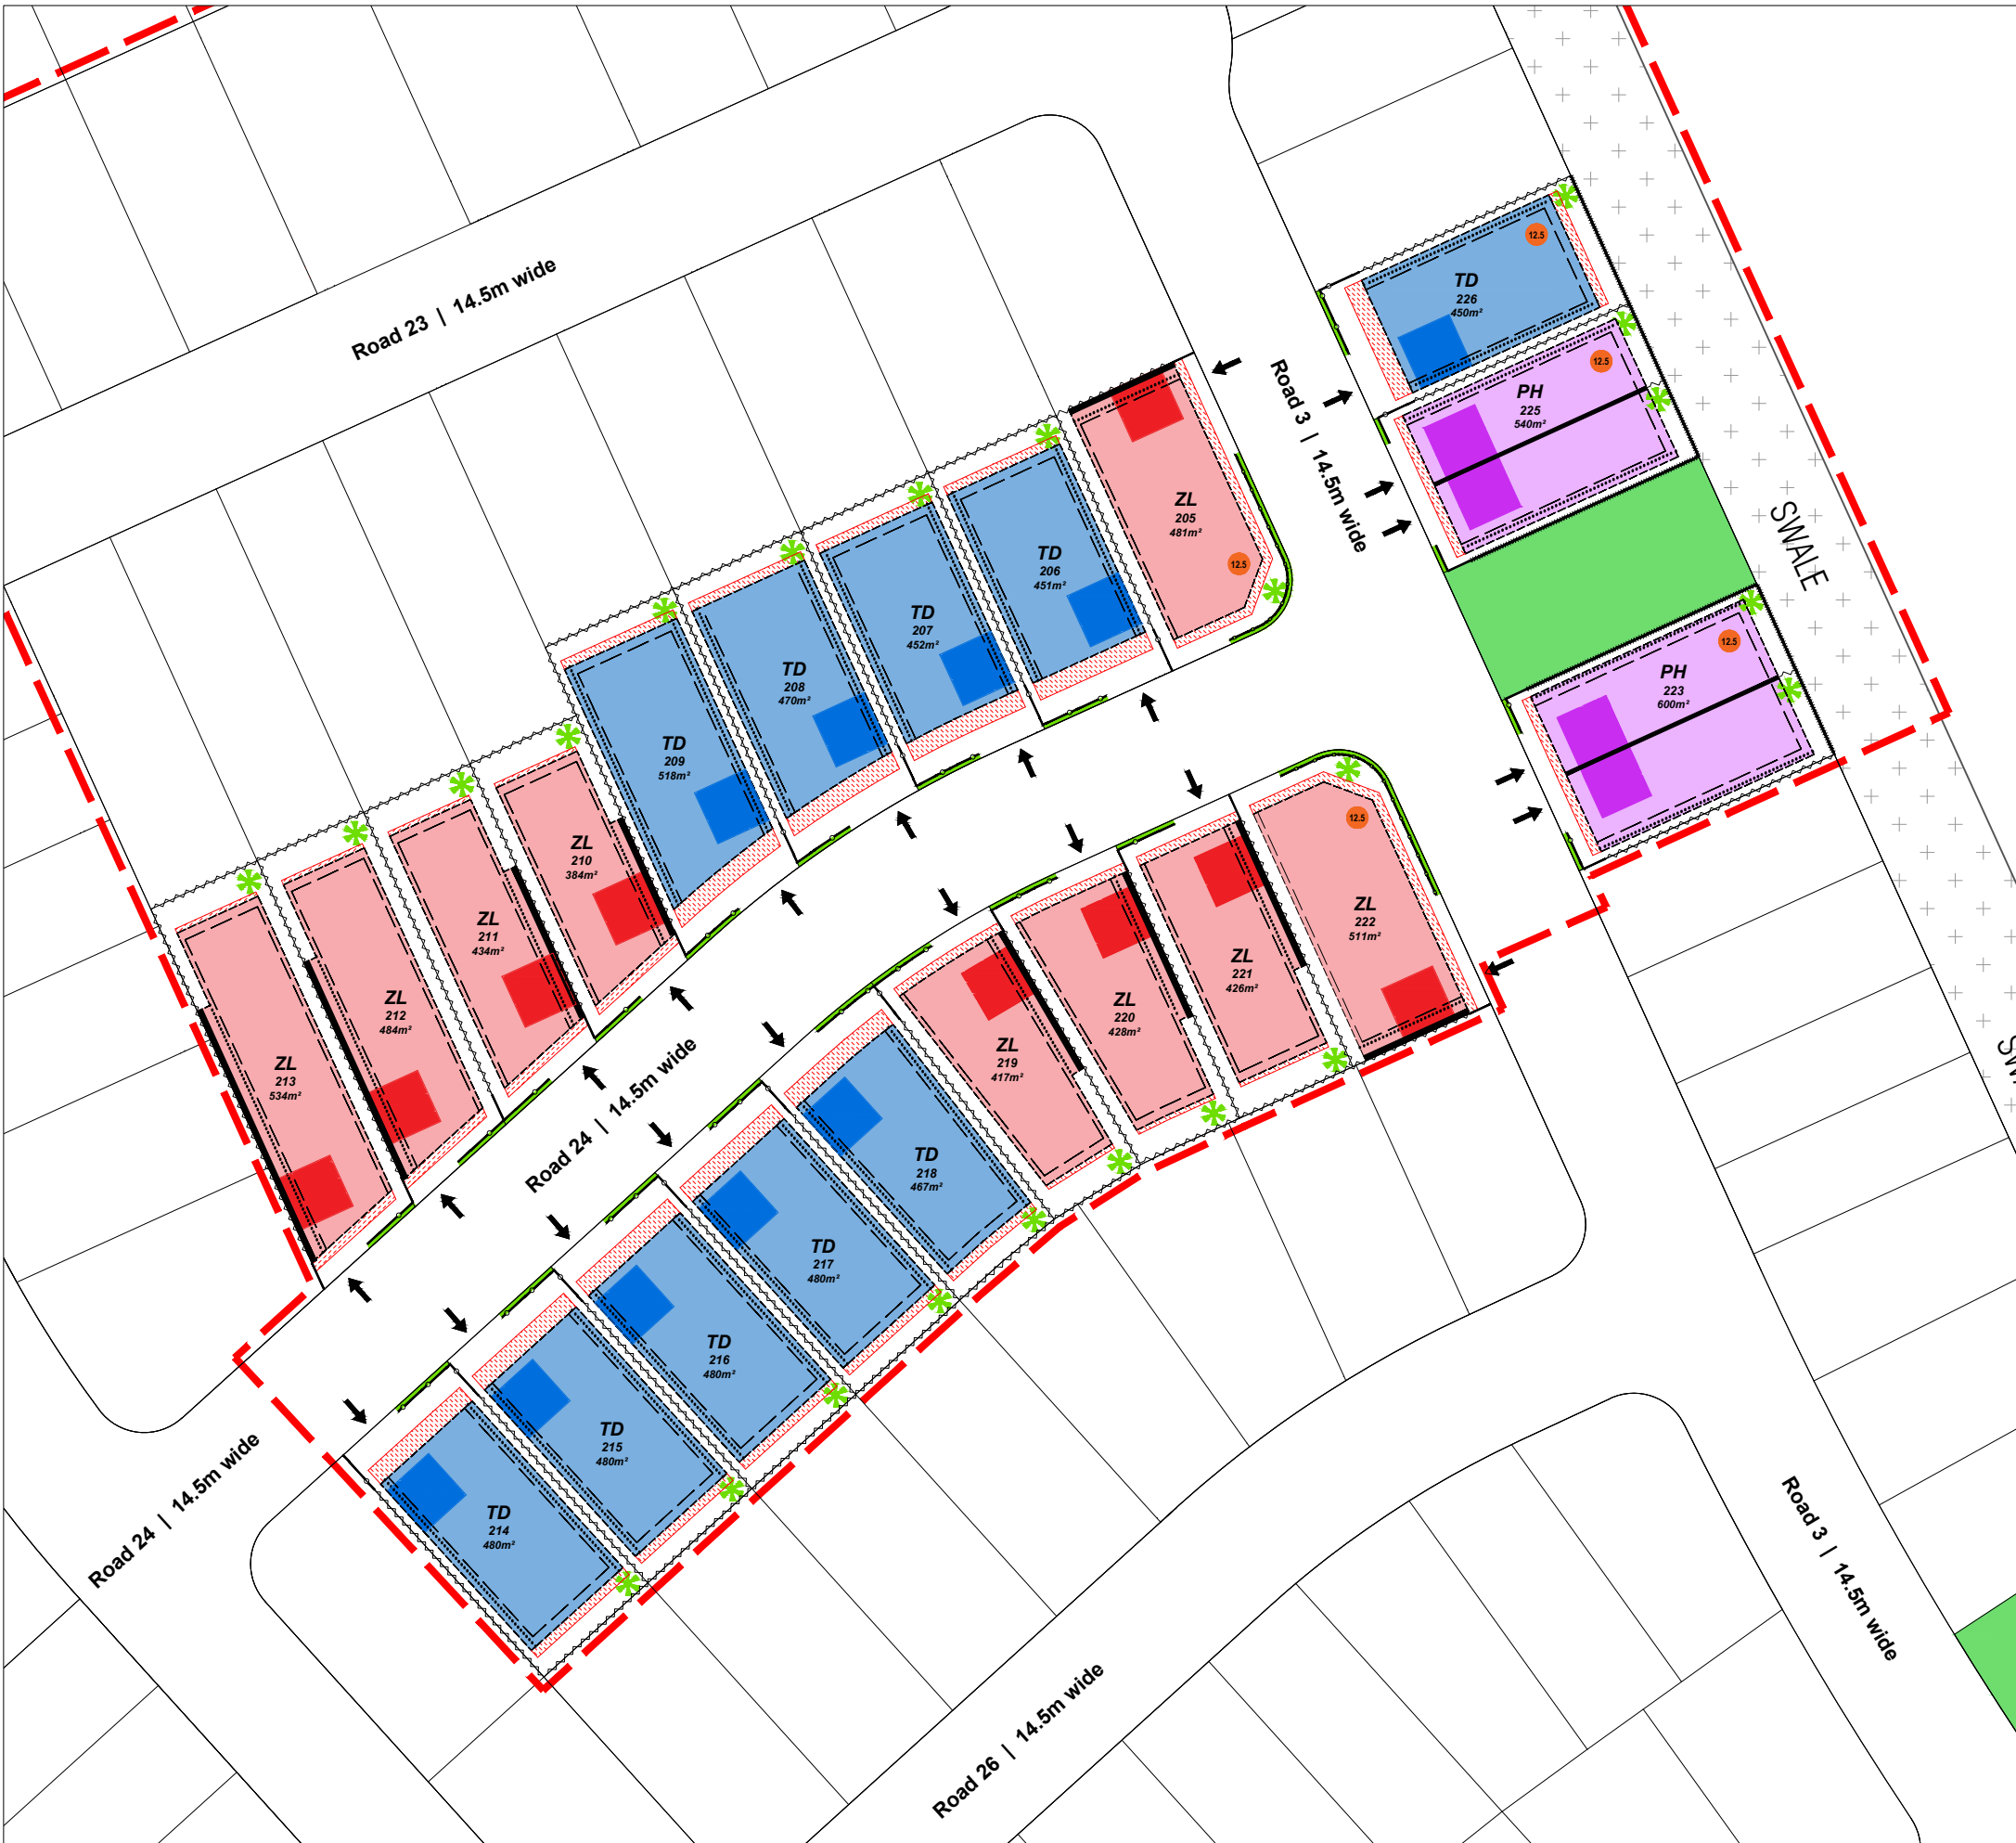 Road 23 | 14.5m wide
12.5
TD
226
450m²
12.5
PH
225
540m²
Road 3 | 14.5m wide
ZL
205
481m²
12.5
TD
206
451m²
TD
207
452m²
TD
208
470m²
TD
209
518m²
SWALE
12.5
PH
223
600m²
ZL
210
384m²
ZL
211
434m²
ZL
212
484m²
ZL
213
534m²
12.5
ZL
222
511m²
ZL
221
426m²
ZL
220
428m²
ZL
219
417m²
Road 24 | 14.5m wide
TD
218
467m²
TD
217
480m²
TD
216
480m²
TD
215
480m²
TD
214
480m²
Road 24 | 14.5m wide
Road 3 | 14.5m wide
Road 26 | 14.5m wide